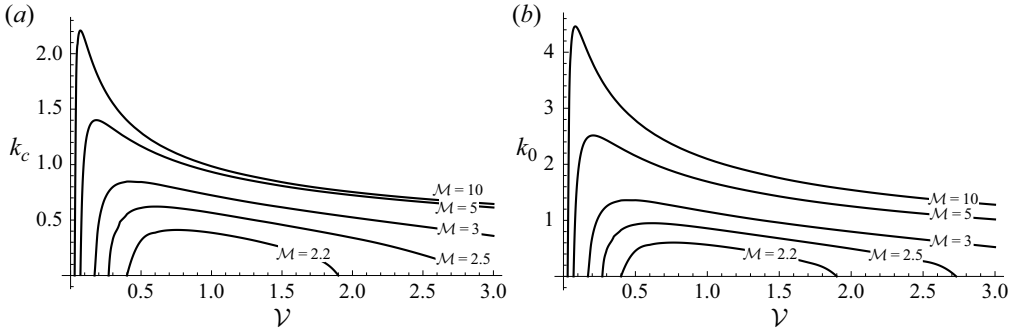 (a)
2.0
1.5
k_c
1.0
0.5
ℳ = 10
ℳ = 5
ℳ = 3
ℳ = 2.5
ℳ = 2.2
0.5 1.0 1.5 2.0 2.5 3.0
𝒱
(b)
4
3
k_0
2
1
ℳ = 10
ℳ = 5
ℳ = 3
ℳ = 2.5
ℳ = 2.2
0.5 1.0 1.5 2.0 2.5 3.0
𝒱